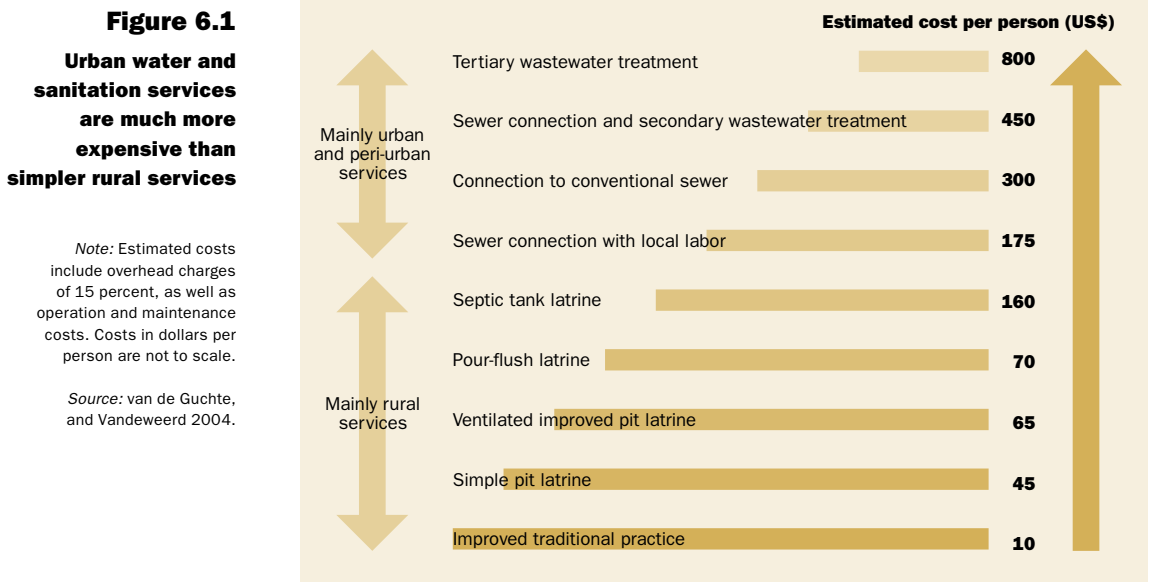 Figure 6.1
Urban water and
sanitation services
are much more
expensive than
simpler rural services
Note: Estimated costs
include overhead charges
of 15 percent, as well as
operation and maintenance
costs. Costs in dollars per
person are not to scale.
Source: van de Guchte,
and Vandeweerd 2004.
Estimated cost per person (US$)
Mainly urban
and peri-urban
services
Tertiary wastewater treatment 800
Sewer connection and secondary wastewater treatment 450
Connection to conventional sewer 300
Sewer connection with local labor 175
Mainly rural
services
Septic tank latrine 160
Pour-flush latrine 70
Ventilated improved pit latrine 65
Simple pit latrine 45
Improved traditional practice 10